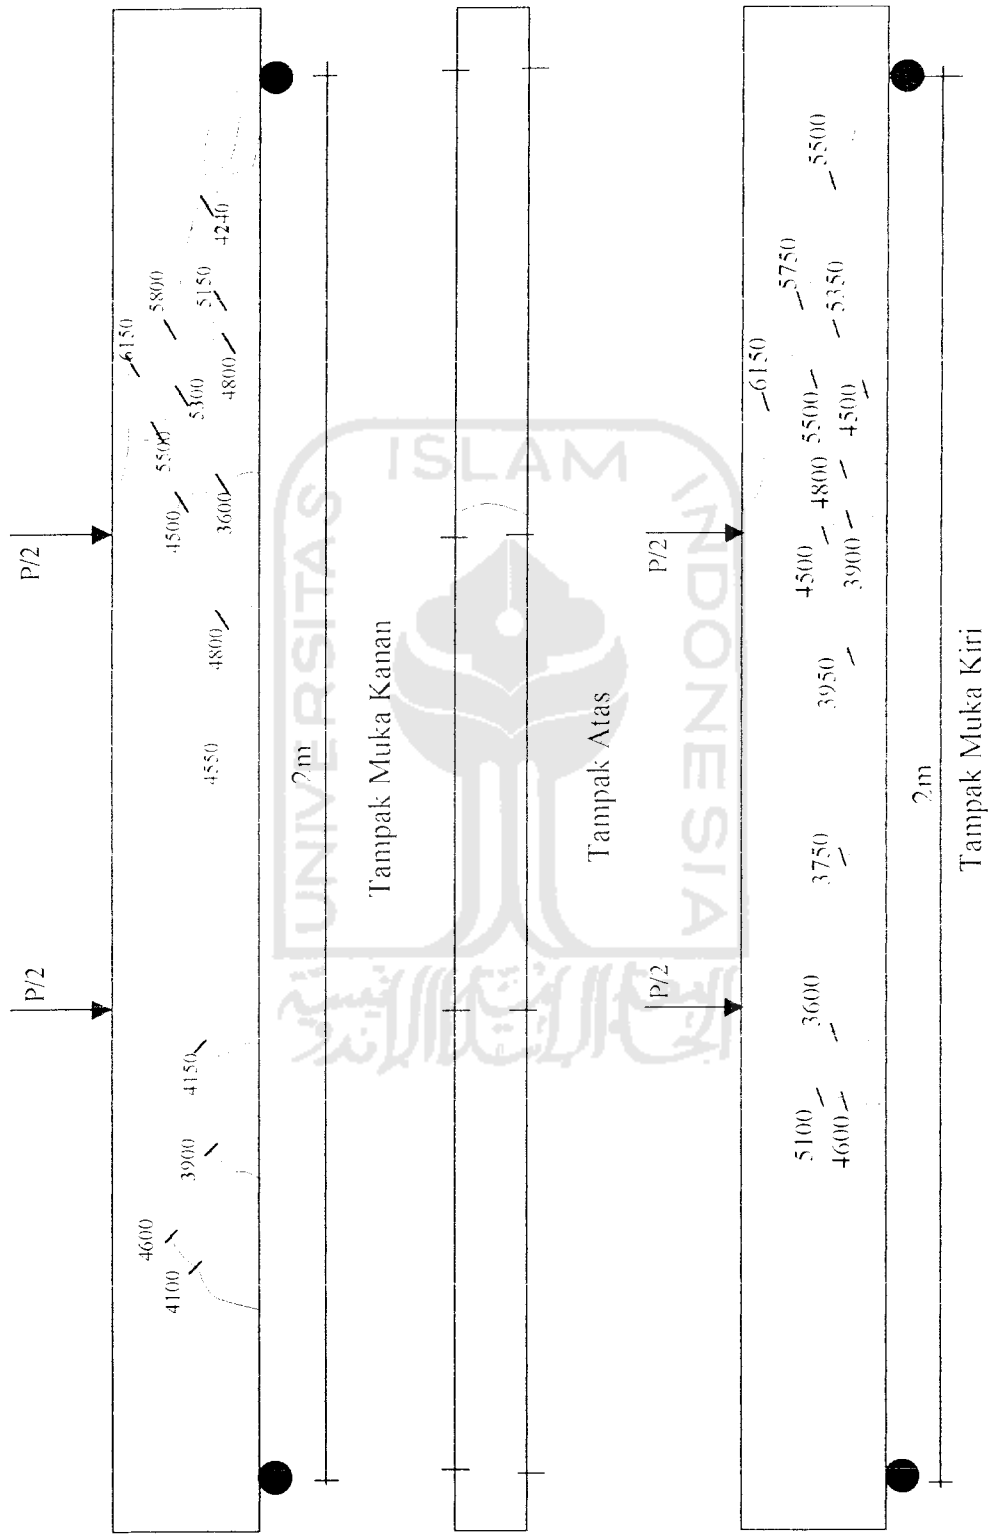 P/2 P/2
6150
4600 5800
5500
4100 4500
3900 4150 5300
4550 5150
4800 3600 4240
4800
2m
Tampak Muka Kanan
Tampak Atas
UNIVERSITAS ISLAM INDONESIA
P/2 P/2
6150
5750
5100 3600 4500 4800 5500 5500
3750 3950 5350
4600 3900 4500
2m
Tampak Muka Kiri